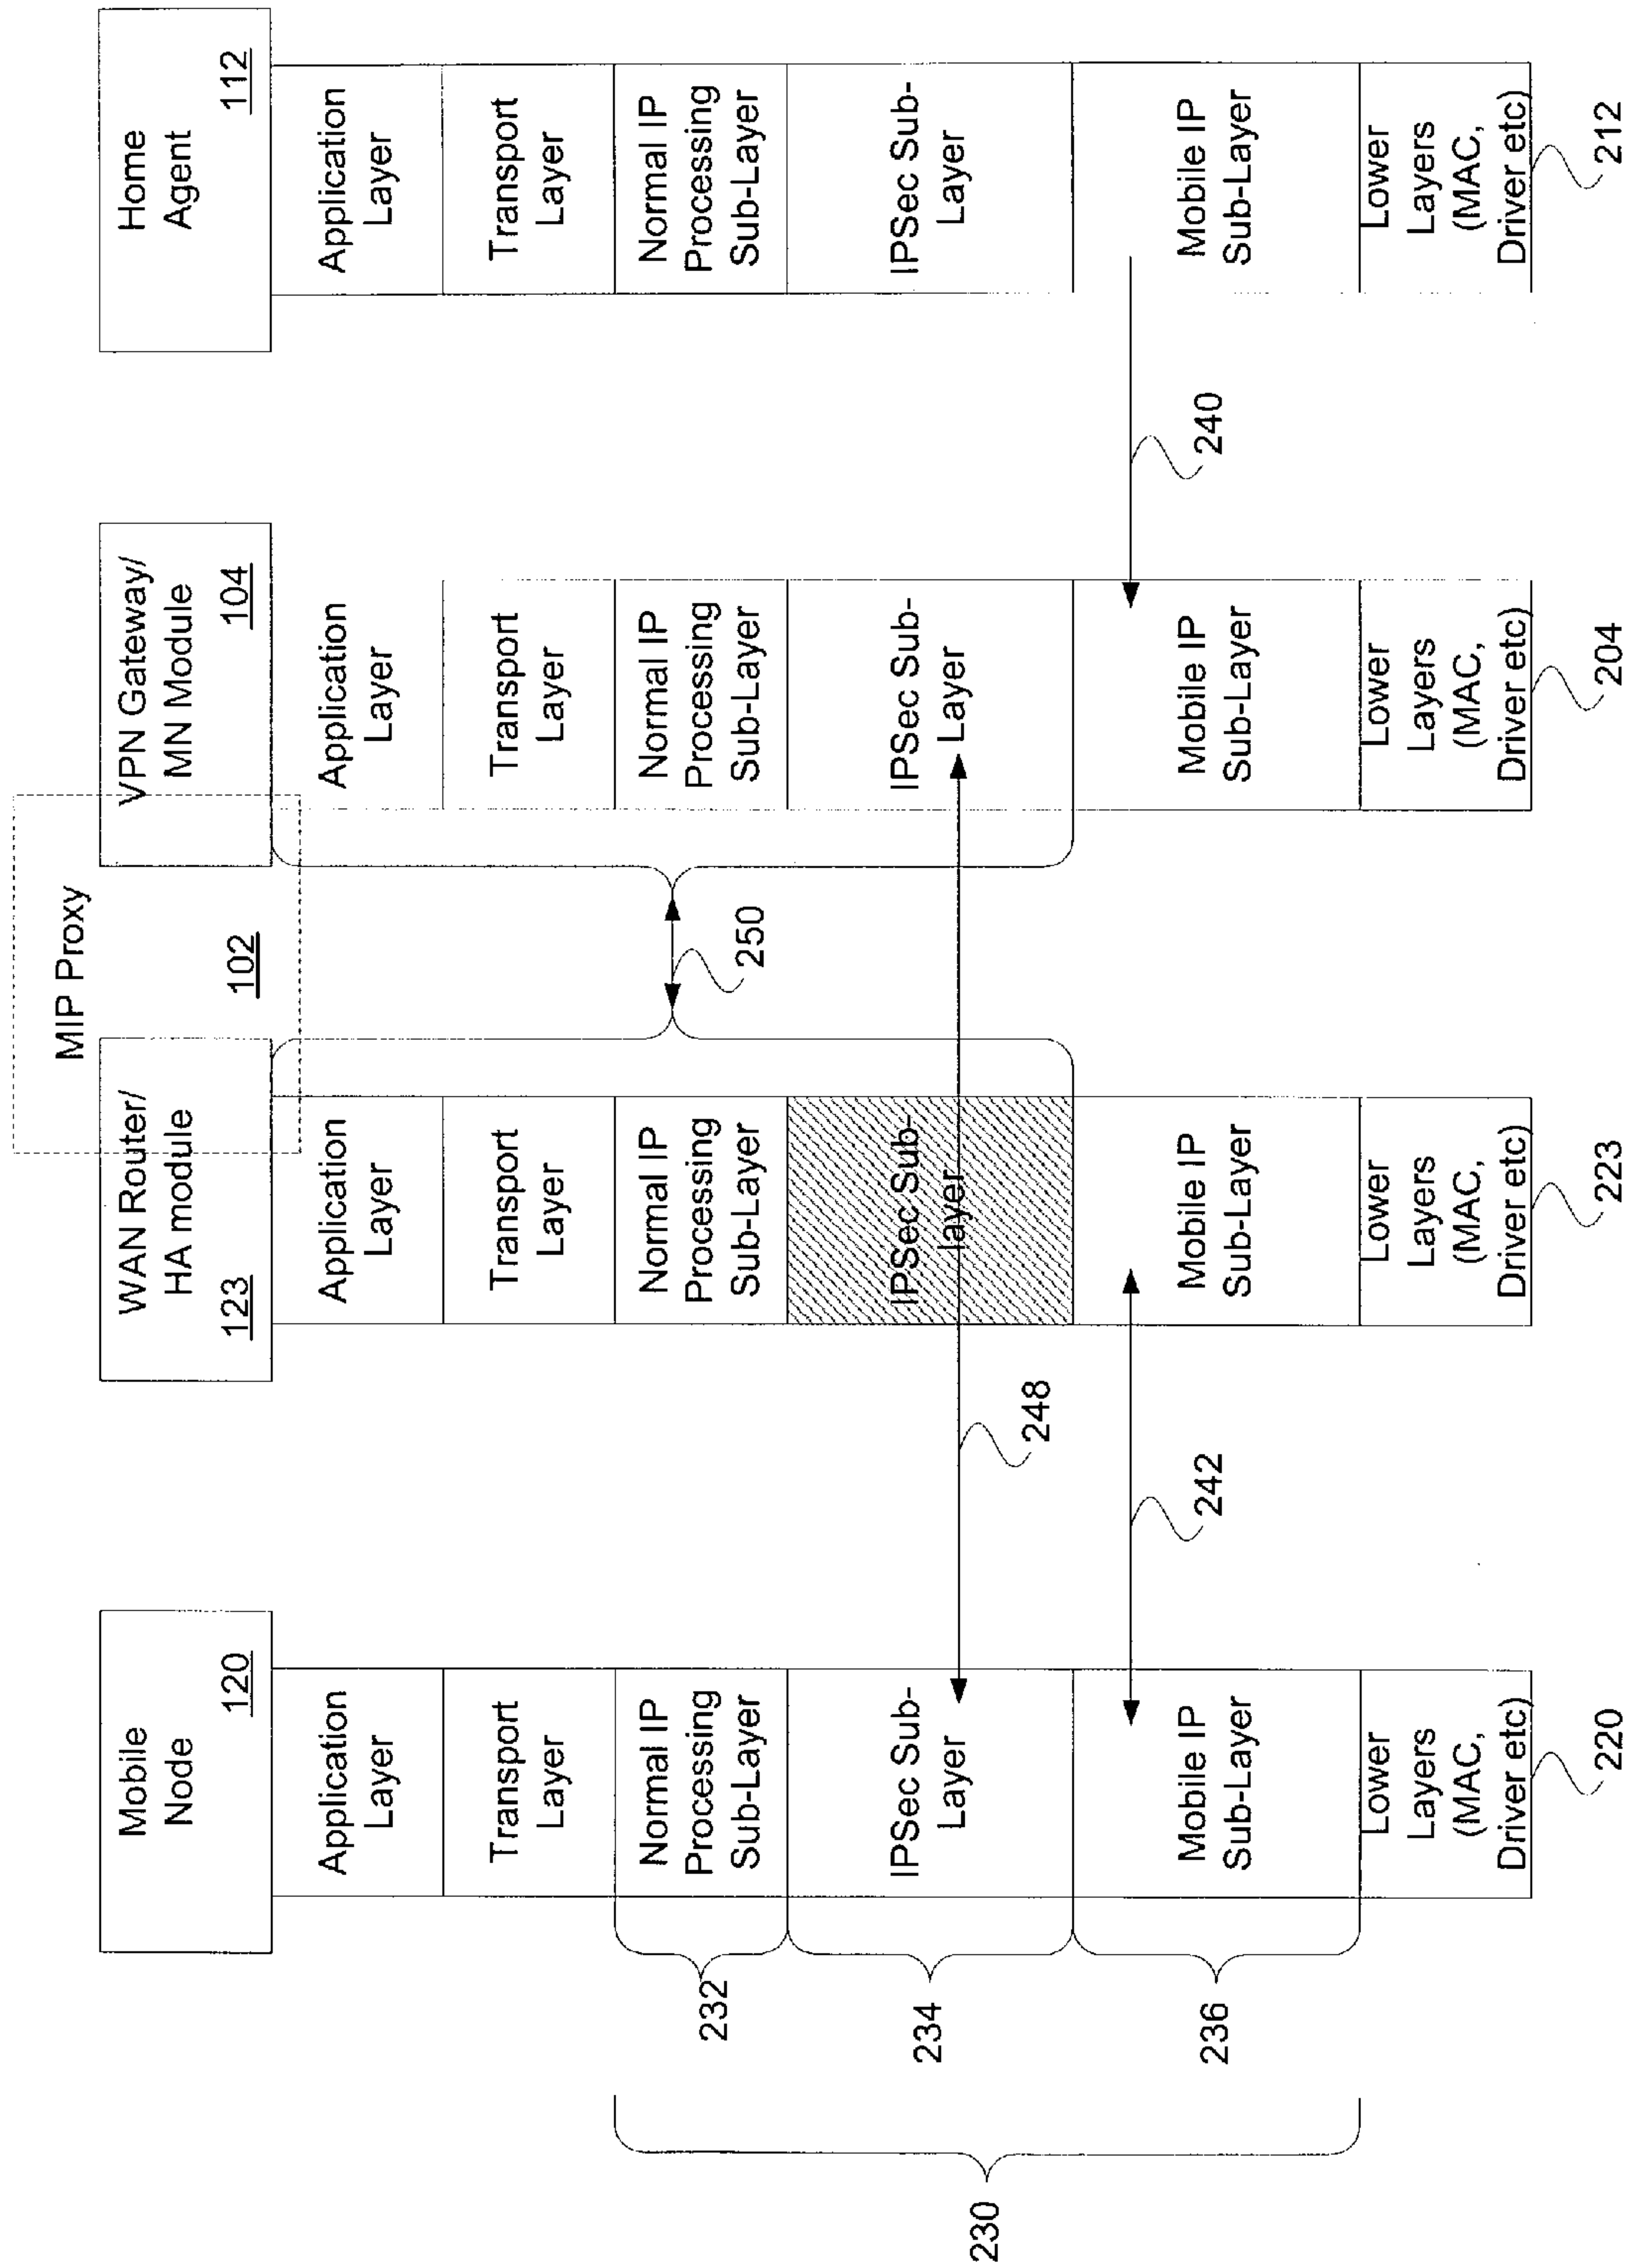 MIP Proxy
102
Mobile
Node
120
Application
Layer
Transport
Layer
Normal IP
Processing
Sub-Layer
IPSec Sub-
Layer
Mobile IP
Sub-Layer
Lower
Layers
(MAC,
Driver etc)
220
232
234
236
230
248
242
WAN Router/
HA module
123
Application
Layer
Transport
Layer
Normal IP
Processing
Sub-Layer
IPSec Sub-
layer
Mobile IP
Sub-Layer
Lower
Layers
(MAC,
Driver etc)
223
250
VPN Gateway/
MN Module
104
Application
Layer
Transport
Layer
Normal IP
Processing
Sub-Layer
IPSec Sub-
Layer
Mobile IP
Sub-Layer
Lower
Layers
(MAC,
Driver etc)
204
240
Home
Agent
112
Application
Layer
Transport
Layer
Normal IP
Processing
Sub-Layer
IPSec Sub-
Layer
Mobile IP
Sub-Layer
Lower
Layers
(MAC,
Driver etc)
212